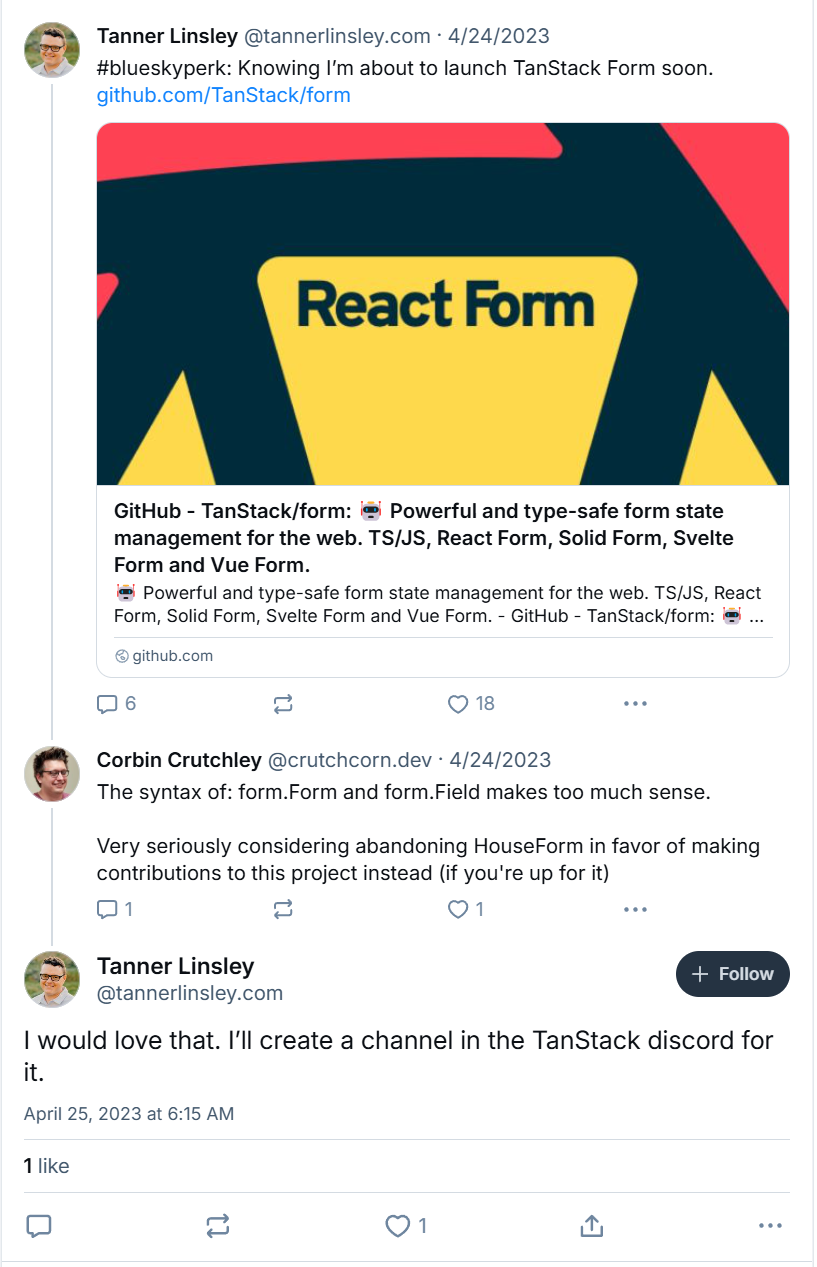 Tanner Linsley @tannerlinsley.com · 4/24/2023
#blueskyperk: Knowing I’m about to launch TanStack Form soon.
github.com/TanStack/form
React Form
GitHub - TanStack/form: 🤖 Powerful and type-safe form state
management for the web. TS/JS, React Form, Solid Form, Svelte
Form and Vue Form.
🤖 Powerful and type-safe form state management for the web. TS/JS, React
Form, Solid Form, Svelte Form and Vue Form. - GitHub - TanStack/form: 🤖 ...
github.com
6 18
Corbin Crutchley @crutchcorn.dev · 4/24/2023
The syntax of: form.Form and form.Field makes too much sense.
Very seriously considering abandoning HouseForm in favor of making
contributions to this project instead (if you're up for it)
1 1
Tanner Linsley
@tannerlinsley.com
+ Follow
I would love that. I’ll create a channel in the TanStack discord for
it.
April 25, 2023 at 6:15 AM
1 like
1